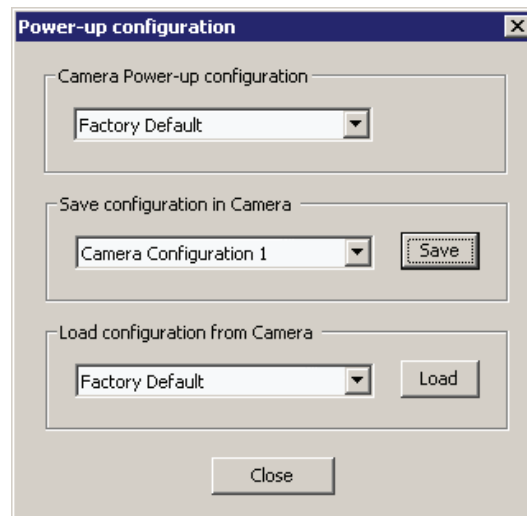 Power-up configuration
Camera Power-up configuration
Factory Default
Save configuration in Camera
Camera Configuration 1
Save
Load configuration from Camera
Factory Default
Load
Close